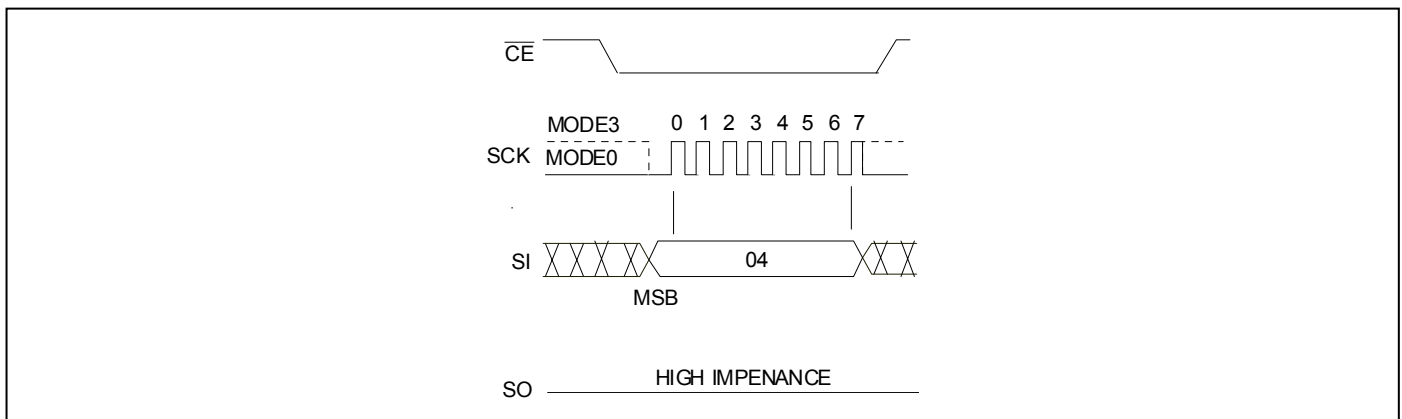 CE
MODE3 0 1 2 3 4 5 6 7
SCK MODE0
SI 04
MSB
HIGH IMPENANCE
SO